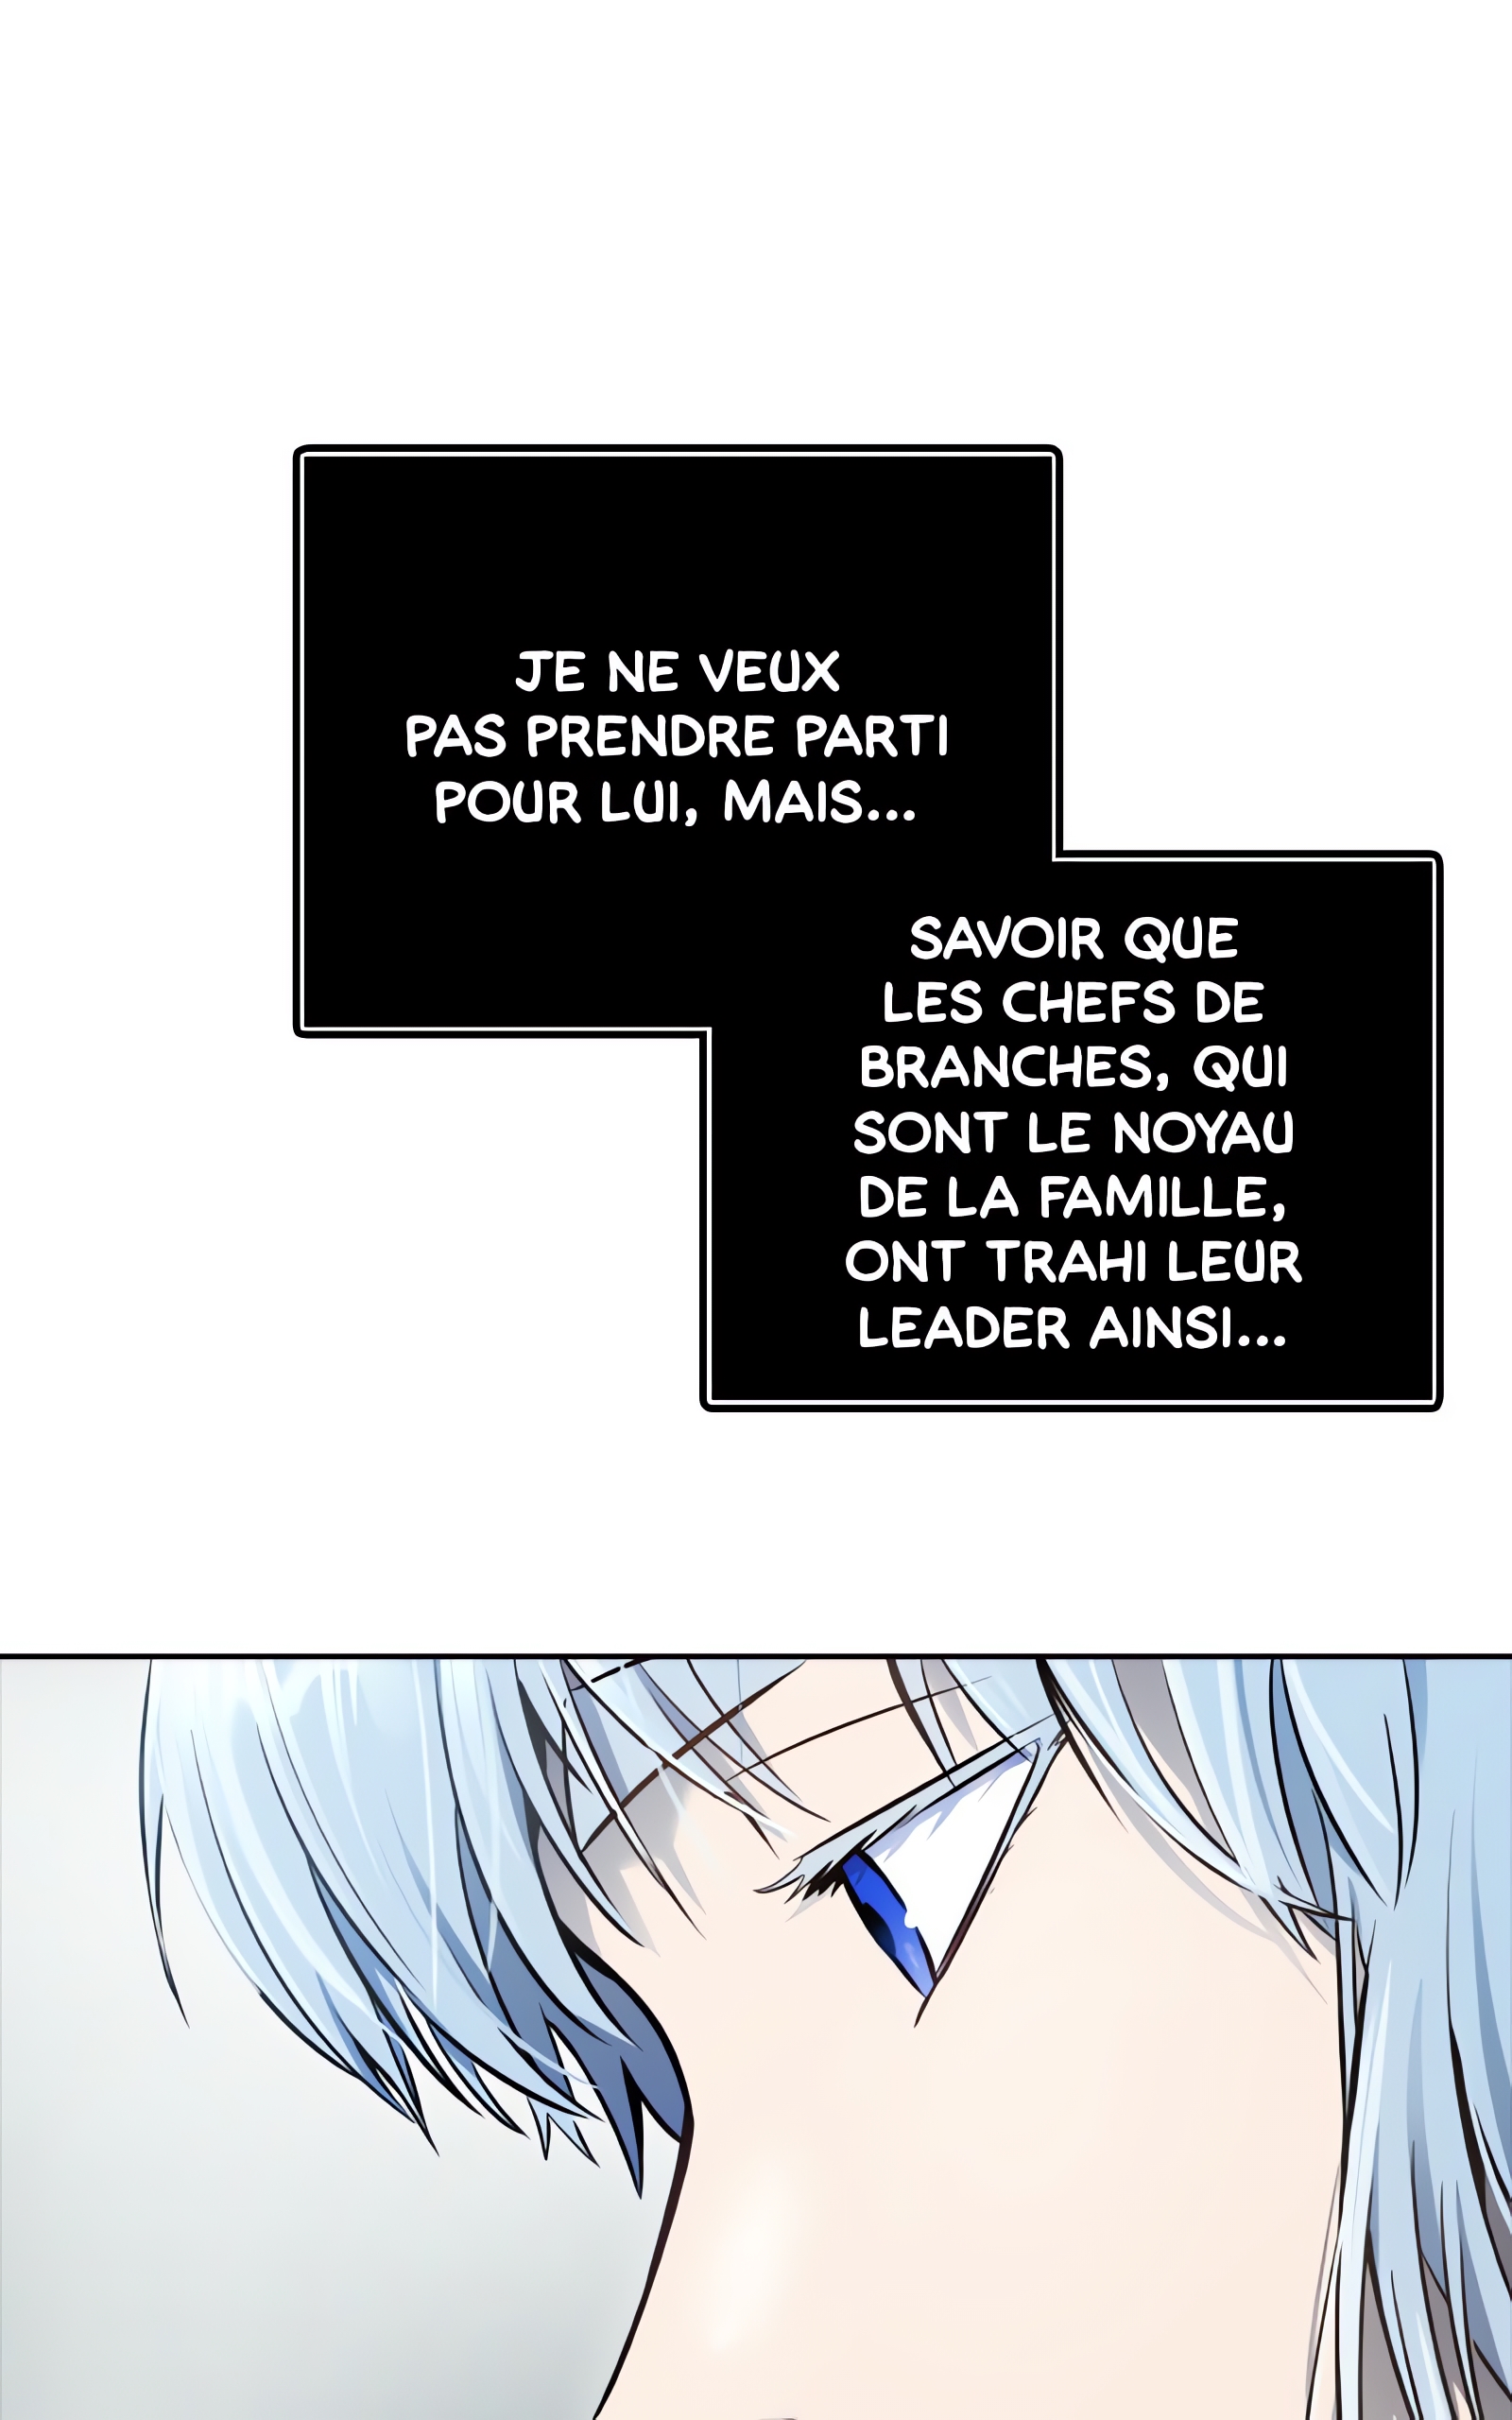 JE NE VEUX
PAS PRENDRE PARTI
POUR LUI, MAIS...
SAVOIR QUE
LES CHEFS DE
BRANCHES, QUI
SONT LE NOYAU
DE LA FAMILLE,
ONT TRAHI LEUR
LEADER AINSI...